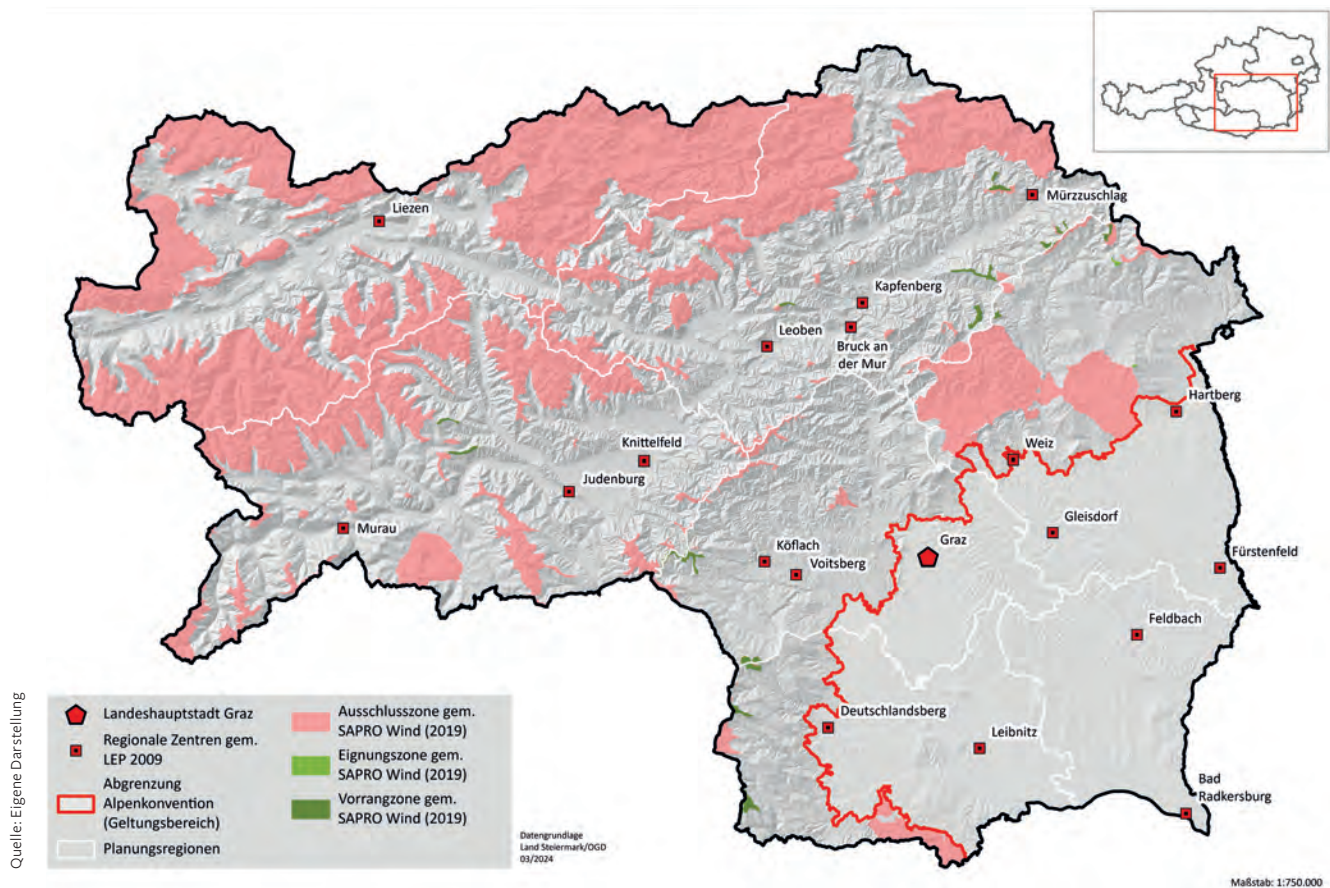 Mürzzuschlag
Liezen
Kapfenberg
Leoben
Bruck an
der Mur
Hartberg
Knittelfeld
Weiz
Judenburg
Gleisdorf
Murau
Graz
Köflach
Fürstenfeld
Voitsberg
Feldbach
Deutschlandsberg
Leibnitz
Bad
Radkersburg
Landeshauptstadt Graz
Regionale Zentren gem.
LEP 2009
Abgrenzung
Alpenkonvention
(Geltungsbereich)
Planungsregionen
Ausschlusszone gem.
SAPRO Wind (2019)
Eignungszone gem.
SAPRO Wind (2019)
Vorrangzone gem.
SAPRO Wind (2019)
Datengrundlage
Land Steiermark/OGD
03/2024
Maßstab: 1:750.000
Quelle: Eigene Darstellung